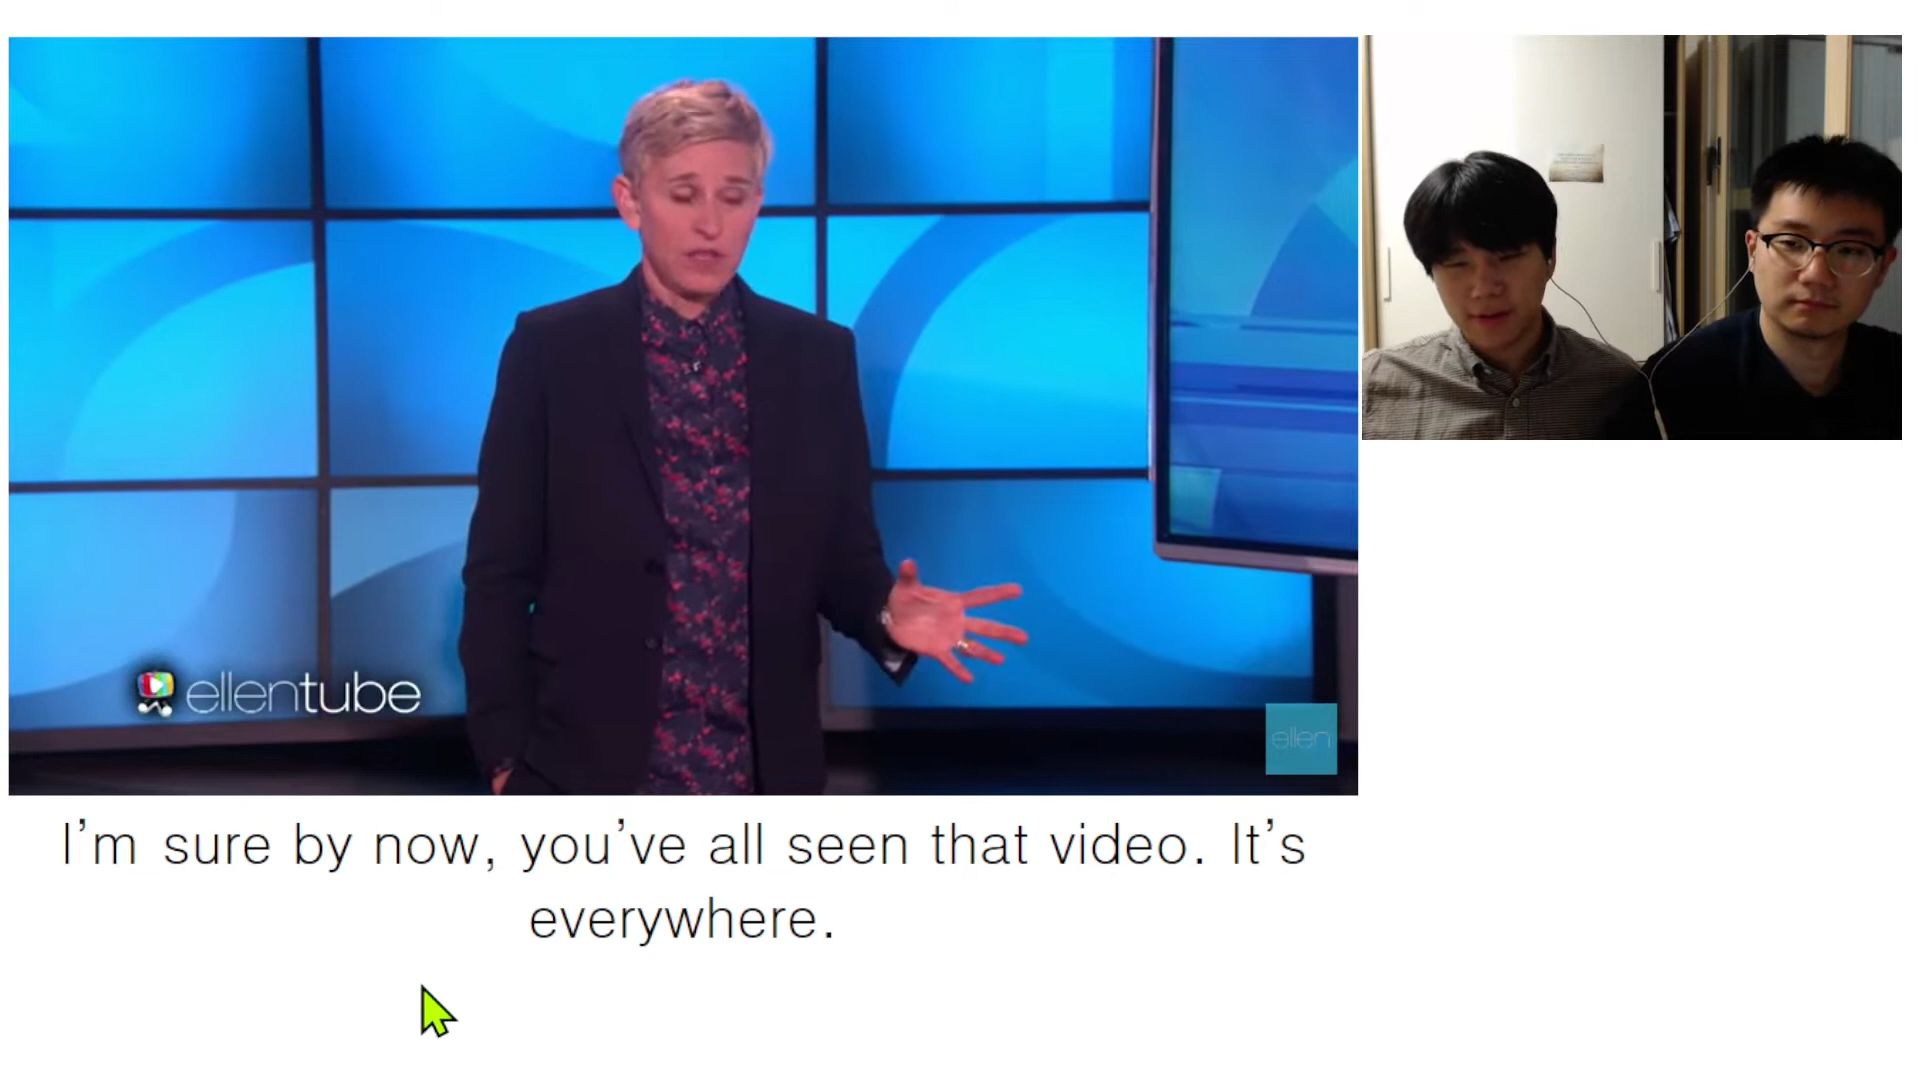 ellentube
ellen
I'm sure by now, you've all seen that video. It's
everywhere.